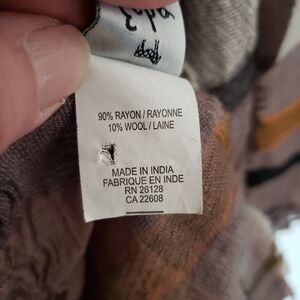 90% RAYON / RAYONNE
10% WOOL / LAINE
MADE IN INDIA
FABRIQUE EN INDE
RN 26128
CA 22608